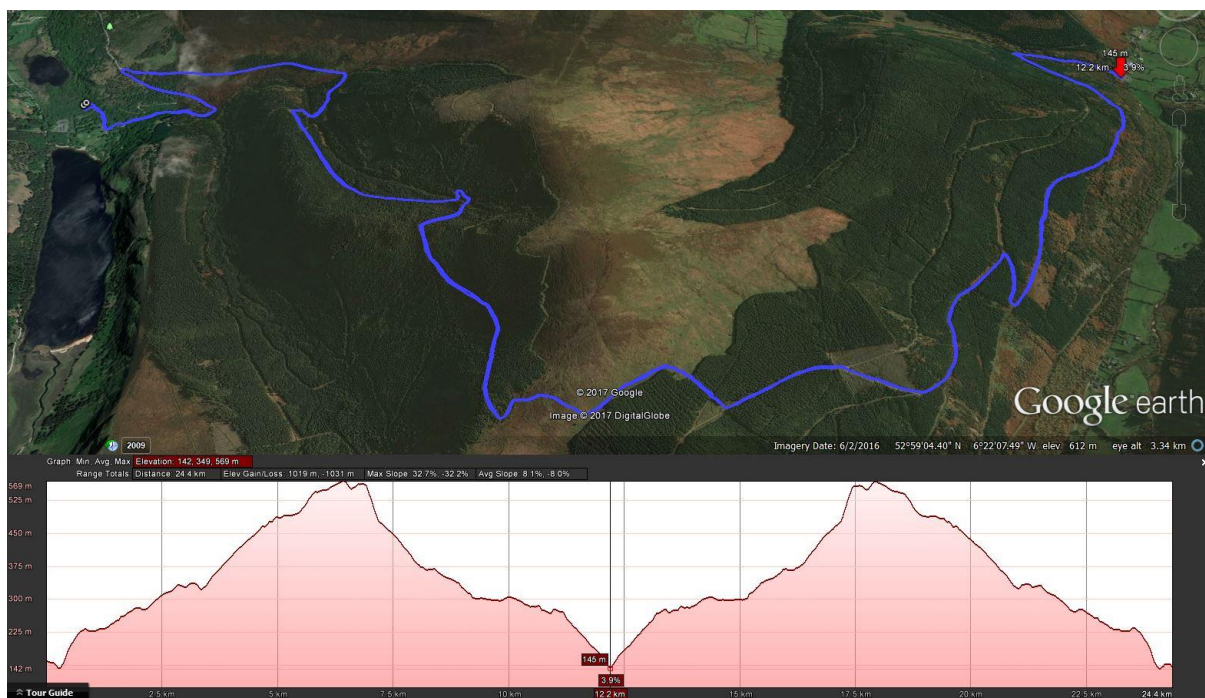 145 m
12.2 km 3.9%
©2017 Google
Image © 2017 DigitalGlobe
Google earth
2009
Imagery Date: 6/2/2016 52°59'04.40" N 6°22'07.49" W elev 612 m eye alt 3.34 km
Graph: Min, Avg, Max Elevation: 142, 349, 569 m
Range Totals: Distance: 24.4 km Elev Gain/Loss: 1019 m, -1031 m Max Slope: 32.7%, -32.2% Avg Slope: 8.1%, -8.0%
569 m
525 m
450 m
375 m
300 m
225 m
142 m
145 m
3.9%
Tour Guide
2.5 km 5 km 7.5 km 10 km 12.2 km 15 km 17.5 km 20 km 22.5 km 24.4 km